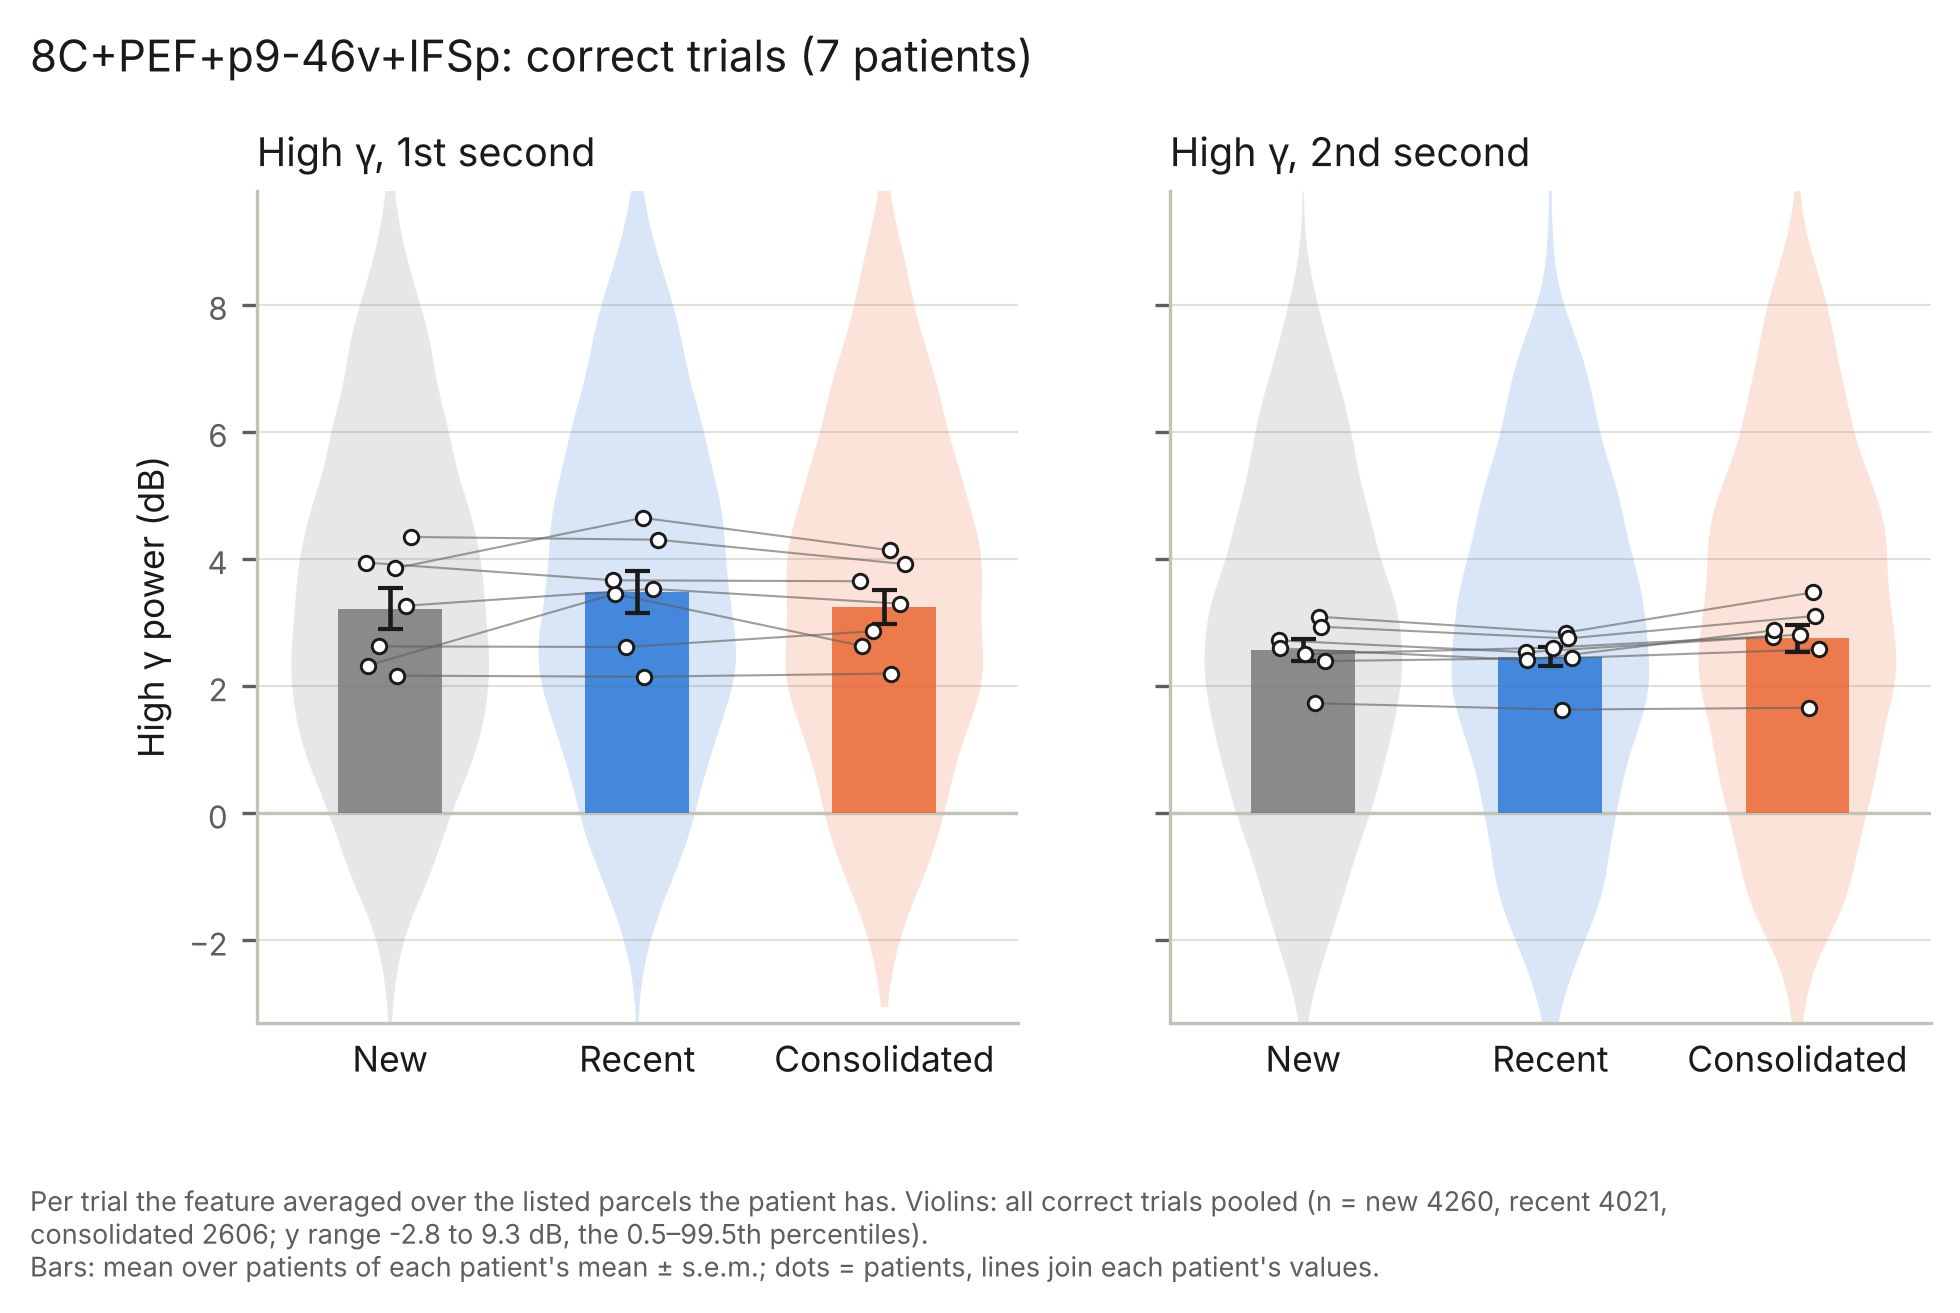 8C+PEF+p9-46v+IFSp: correct trials (7 patients)
High γ, 1st second
High γ, 2nd second
High γ power (dB)
8
6
4
2
0
−2
New
Recent
Consolidated
New
Recent
Consolidated
Per trial the feature averaged over the listed parcels the patient has. Violins: all correct trials pooled (n = new 4260, recent 4021,
consolidated 2606; y range -2.8 to 9.3 dB, the 0.5–99.5th percentiles).
Bars: mean over patients of each patient's mean ± s.e.m.; dots = patients, lines join each patient's values.